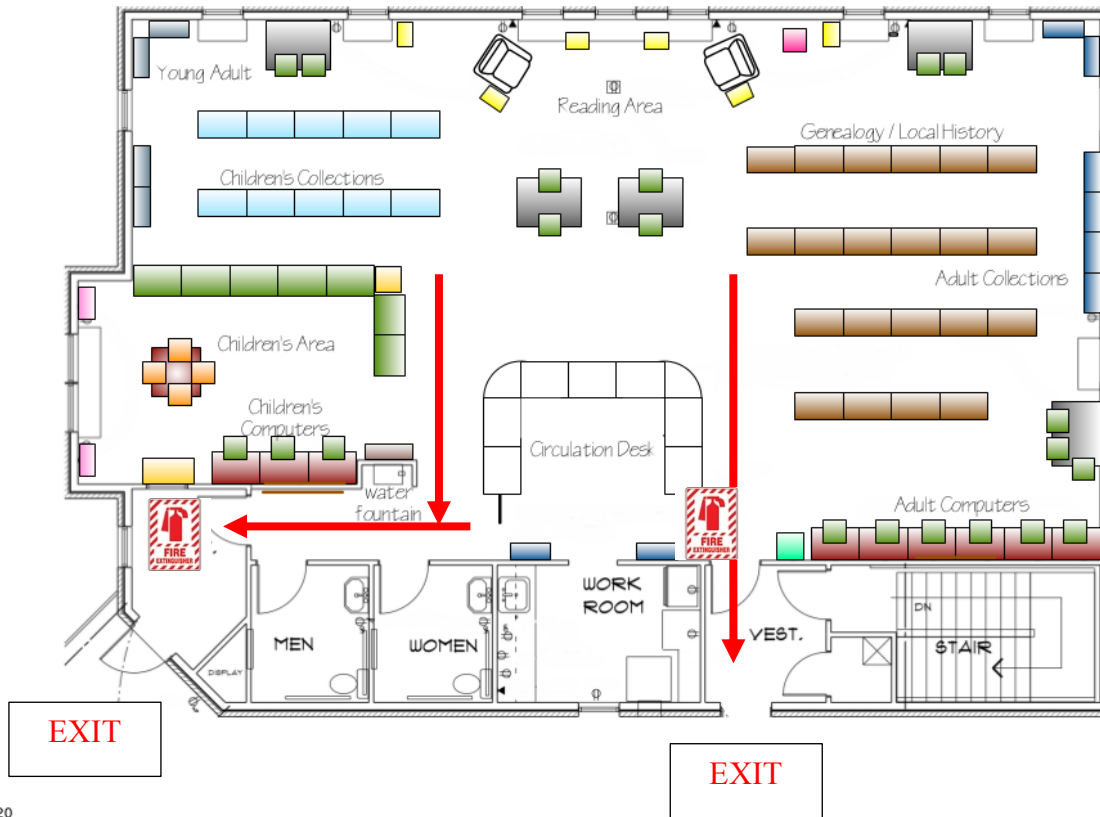 Young Adult
Reading Area
Genealogy / Local History
Children's Collections
Adult Collections
Children's Area
Children's
Computers
Circulation Desk
water
fountain
Adult Computers
FIRE
EXTINGUISHER
FIRE
EXTINGUISHER
WORK
ROOM
MEN
WOMEN
VEST.
DN
STAIR
DISPLAY
EXIT
EXIT
20